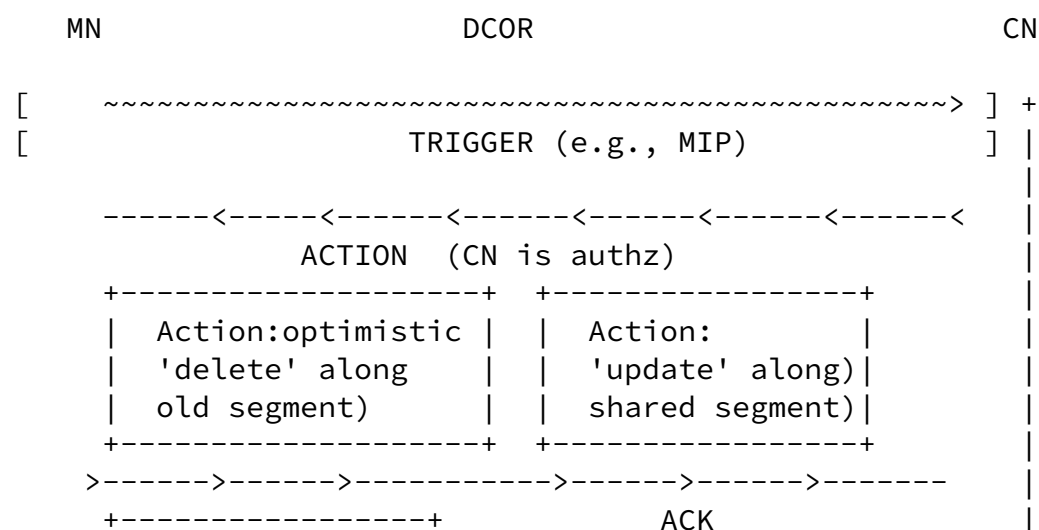 MN                    DCOR                          CN

[    ~~~~~~~~~~~~~~~~~~~~~~~~~~~~~~~~~~~~~~~~~~~~~~~> ] +
[                     TRIGGER (e.g., MIP)             ] |
                                                        |
     ------<-----<------<------<------<------<------<   |
                ACTION  (CN is authz)                   |
     +--------------------+  +-----------------+        |
     |  Action:optimistic |  |  Action:        |        |
     |  'delete' along    |  |  'update' along)|        |
     |  old segment)      |  |  shared segment)|        |
     +--------------------+  +-----------------+        |
    >------>------>----------->------>------>-------    |
     +-----------------+            ACK                 |